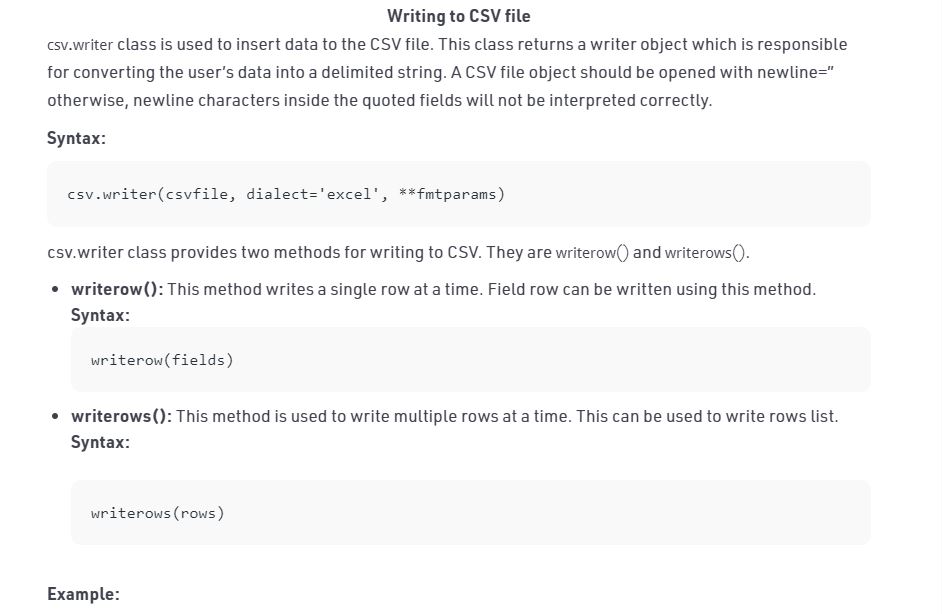 Writing to CSV file
csv.writer class is used to insert data to the CSV file. This class returns a writer object which is responsible
for converting the user’s data into a delimited string. A CSV file object should be opened with newline=”
otherwise, newline characters inside the quoted fields will not be interpreted correctly.
Syntax:
csv.writer(csvfile, dialect='excel', **fmtparams)
csv.writer class provides two methods for writing to CSV. They are writerow() and writerows().
• writerow(): This method writes a single row at a time. Field row can be written using this method.
Syntax:
writerow(fields)
• writerows(): This method is used to write multiple rows at a time. This can be used to write rows list.
Syntax:
writerows(rows)
Example: